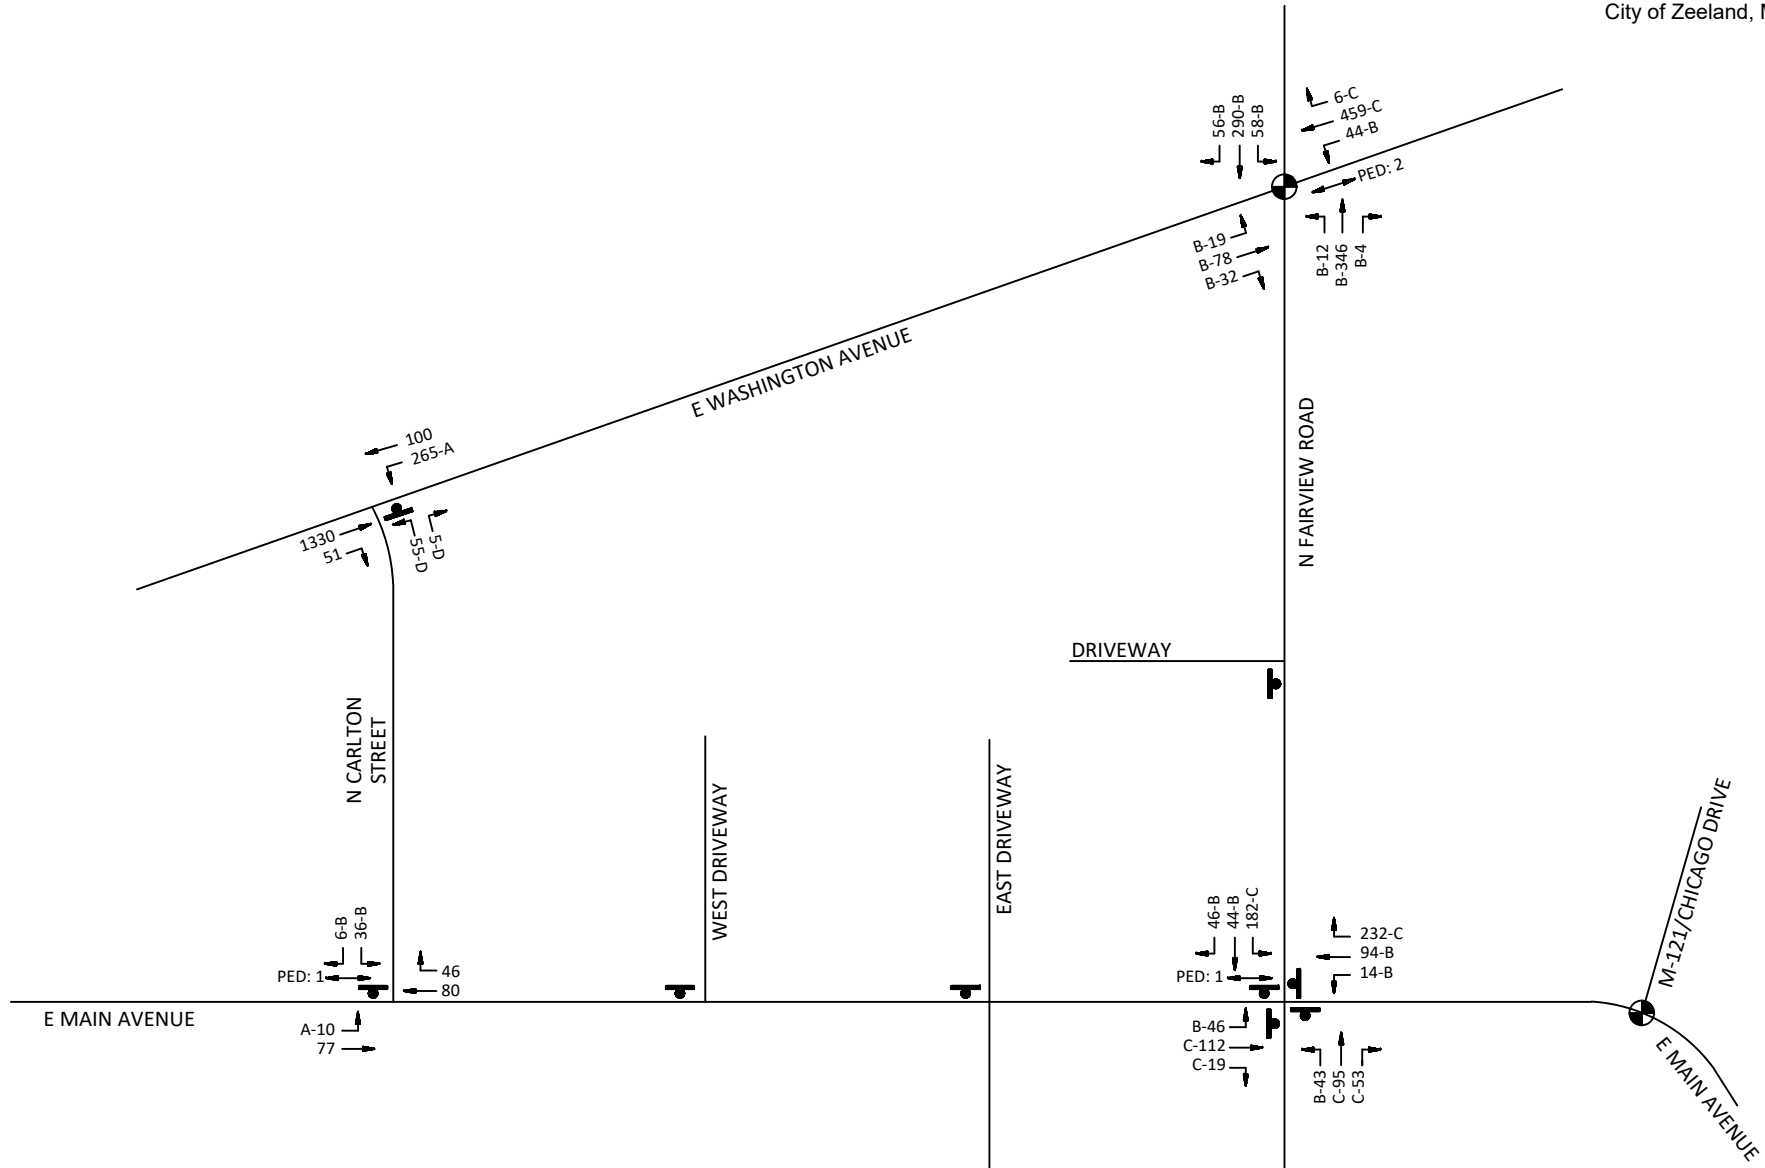 City of Zeeland, M
56-B
290-B
58-B
6-C
459-C
44-B
PED: 2
B-19
B-78
B-32
B-12
B-346
B-4
E WASHINGTON AVENUE
100
265-A
1330
51
55-D
5-D
N FAIRVIEW ROAD
DRIVEWAY
N CARLTON
STREET
WEST DRIVEWAY
EAST DRIVEWAY
M-121/CHICAGO DRIVE
6-B
36-B
PED: 1
46
80
E MAIN AVENUE
A-10
77
46-B
44-B
182-C
PED: 1
232-C
94-B
14-B
B-46
C-112
C-19
B-43
C-95
C-53
E MAIN AVENUE